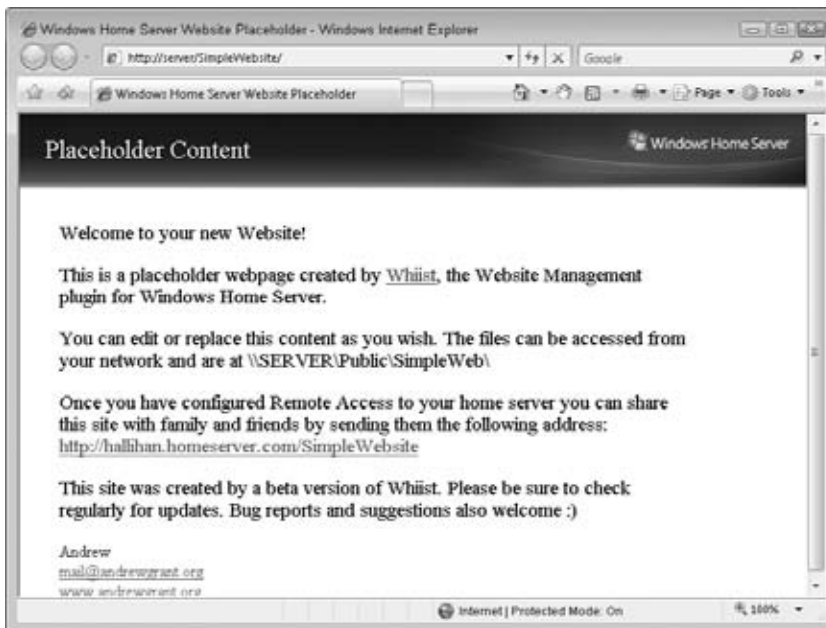 Windows Home Server Website Placeholder - Windows Internet Explorer
http://server/SimpleWebsite/
Google
Windows Home Server Website Placeholder
Page
Tools
Placeholder Content
Windows Home Server
Welcome to your new Website!
This is a placeholder webpage created by Whiist, the Website Management
plugin for Windows Home Server.
You can edit or replace this content as you wish. The files can be accessed from
your network and are at \\SERVER\Public\SimpleWeb\
Once you have configured Remote Access to your home server you can share
this site with family and friends by sending them the following address:
http://hallihan.homeserver.com/SimpleWebsite
This site was created by a beta version of Whiist. Please be sure to check
regularly for updates. Bug reports and suggestions also welcome :)
Andrew
mail@andrewgrant.org
www.andrewgrant.org
Internet | Protected Mode: On
100%